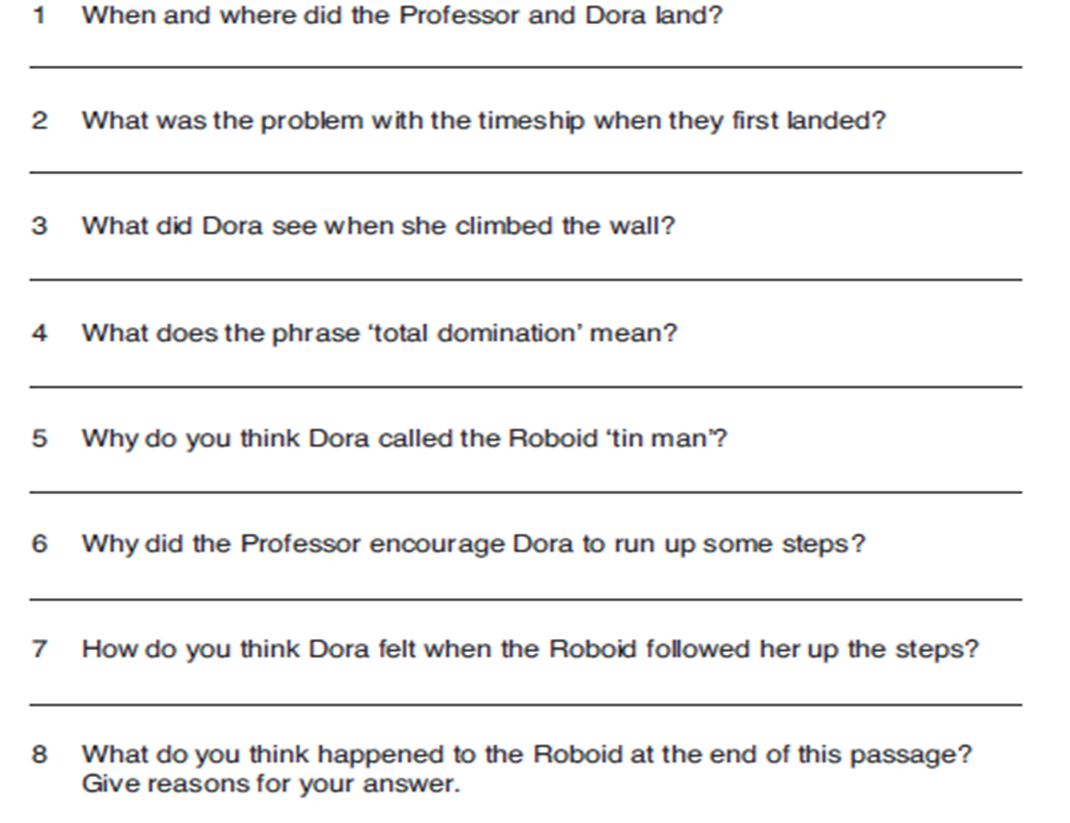 1 When and where did the Professor and Dora land?
2 What was the problem with the timeship when they first landed?
3 What did Dora see when she climbed the wall?
4 What does the phrase ‘total domination’ mean?
5 Why do you think Dora called the Roboid ‘tin man’?
6 Why did the Professor encourage Dora to run up some steps?
7 How do you think Dora felt when the Roboid followed her up the steps?
8 What do you think happened to the Roboid at the end of this passage?
Give reasons for your answer.